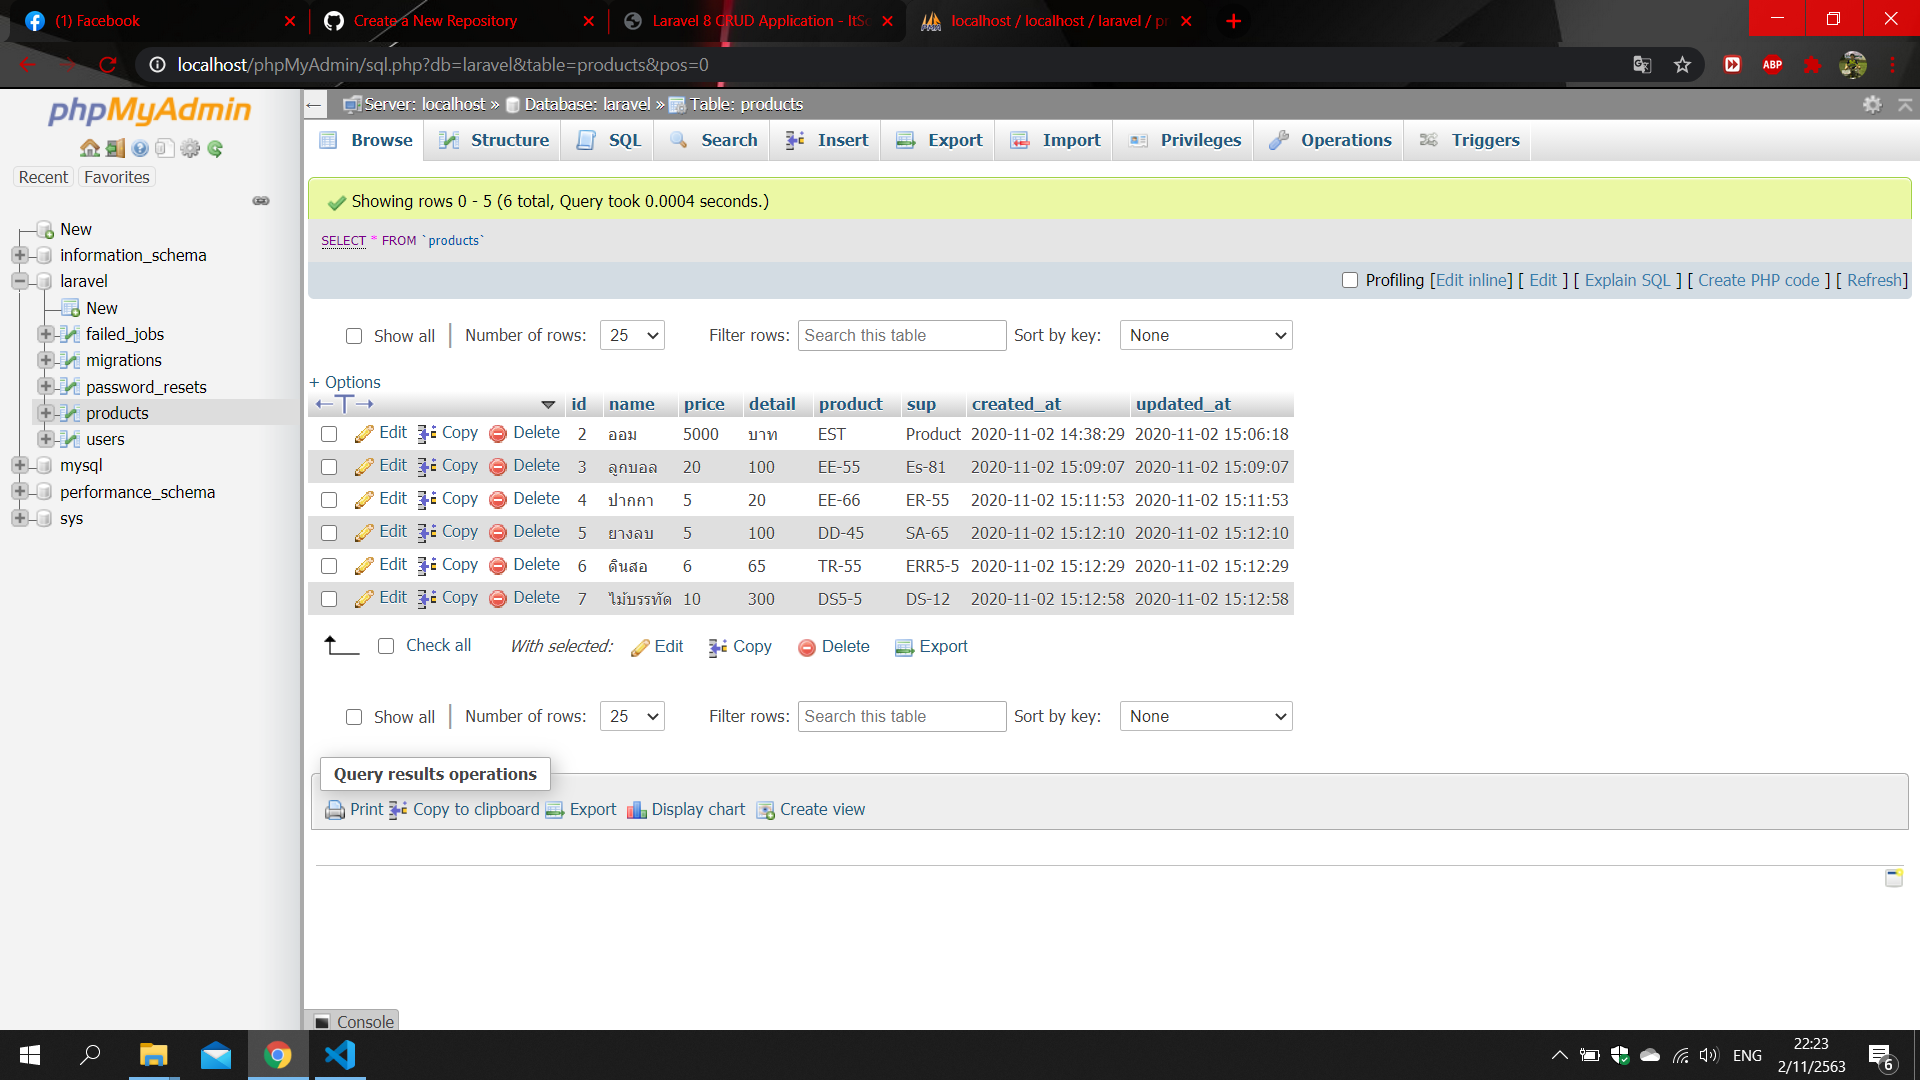 (1) Facebook
Create a New Repository
Laravel 8 CRUD Application - ItSo
localhost / localhost / laravel / pr
localhost/phpMyAdmin/sql.php?db=laravel&table=products&pos=0
ABP
phpMyAdmin
Recent Favorites
New
information_schema
laravel
New
failed_jobs
migrations
password_resets
products
users
mysql
performance_schema
sys
Server: localhost » Database: laravel » Table: products
Browse Structure SQL Search Insert Export Import Privileges Operations Triggers
Showing rows 0 - 5 (6 total, Query took 0.0004 seconds.)
SELECT * FROM `products`
Profiling [Edit inline] [ Edit ] [ Explain SQL ] [ Create PHP code ] [ Refresh]
Show all Number of rows: 25 Filter rows: Search this table Sort by key: None
+ Options
id name price detail product sup created_at updated_at
Edit Copy Delete 2 ออม 5000 บาท EST Product 2020-11-02 14:38:29 2020-11-02 15:06:18
Edit Copy Delete 3 ลูกบอล 20 100 EE-55 Es-81 2020-11-02 15:09:07 2020-11-02 15:09:07
Edit Copy Delete 4 ปากกา 5 20 EE-66 ER-55 2020-11-02 15:11:53 2020-11-02 15:11:53
Edit Copy Delete 5 ยางลบ 5 100 DD-45 SA-65 2020-11-02 15:12:10 2020-11-02 15:12:10
Edit Copy Delete 6 ดินสอ 6 65 TR-55 ERR5-5 2020-11-02 15:12:29 2020-11-02 15:12:29
Edit Copy Delete 7 ไม้บรรทัด 10 300 DS5-5 DS-12 2020-11-02 15:12:58 2020-11-02 15:12:58
Check all With selected: Edit Copy Delete Export
Show all Number of rows: 25 Filter rows: Search this table Sort by key: None
Query results operations
Print Copy to clipboard Export Display chart Create view
Console
ENG
22:23
2/11/2563
6